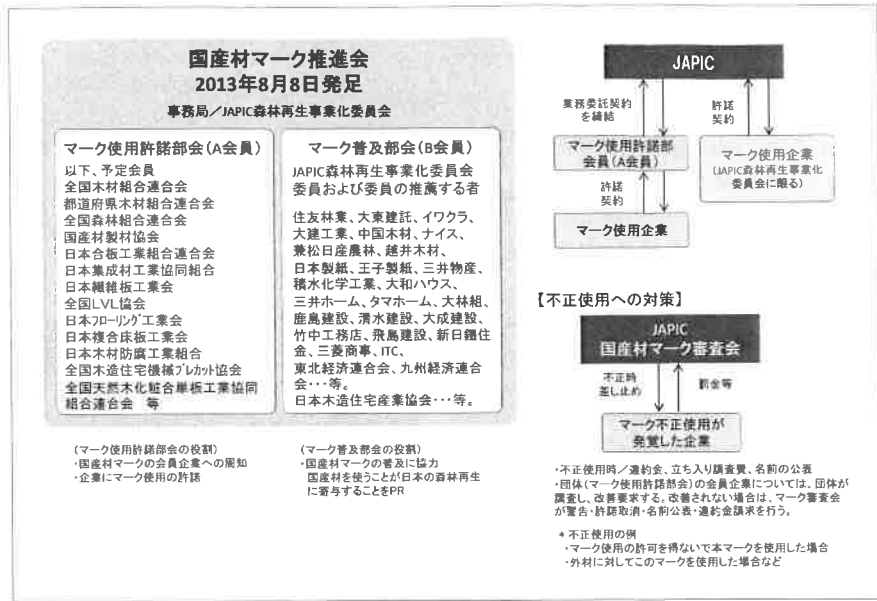 国産材マーク推進会
2013年8月8日発足
事務局／JAPIC森林再生事業化委員会
マーク使用許諾部会(A会員)
以下、予定会員
全国木材組合連合会
都道府県木材組合連合会
全国森林組合連合会
国産材製材協会
日本合板工業組合連合会
日本集成材工業協同組合
日本繊維板工業会
全国LVL協会
日本フローリング工業会
日本複合床板工業会
日本木材防腐工業組合
全国木造住宅機械プレカット協会
全国天然木化粧合単板工業協同
組合連合会 等
マーク普及部会(B会員)
JAPIC森林再生事業化委員会
委員および委員の推薦する者
住友林業、大東建託、イワクラ、
大建工業、中国木材、ナイス、
兼松日産農林、越井木材、
日本製紙、王子製紙、三井物産、
積水化学工業、大和ハウス、
三井ホーム、タマホーム、大林組、
鹿島建設、清水建設、大成建設、
竹中工務店、飛島建設、新日鐵住
金、三菱商事、ITC、
東北経済連合会、九州経済連合
会・・・等。
日本木造住宅産業協会・・・等。
(マーク使用許諾部会の役割)
・国産材マークの会員企業への周知
・企業にマーク使用の許諾
(マーク普及部会の役割)
・国産材マークの普及に協力
国産材を使うことが日本の森林再生
に寄与することをPR
JAPIC
業務委託契約
を締結
許諾
契約
マーク使用許諾部
会員(A会員)
マーク使用企業
(JAPIC森林再生事業化
委員会に限る)
許諾
契約
マーク使用企業
【不正使用への対策】
JAPIC
国産材マーク審査会
不正時
差し止め
罰金等
マーク不正使用が
発覚した企業
・不正使用時／違約金、立ち入り調査費、名前の公表
・団体(マーク使用許諾部会)の会員企業については、団体が
調査し、改善要求する。改善されない場合は、マーク審査会
が警告・許諾取消・名前公表・違約金請求を行う。
* 不正使用の例
・マーク使用の許可を得ないで本マークを使用した場合
・外材に対してこのマークを使用した場合など